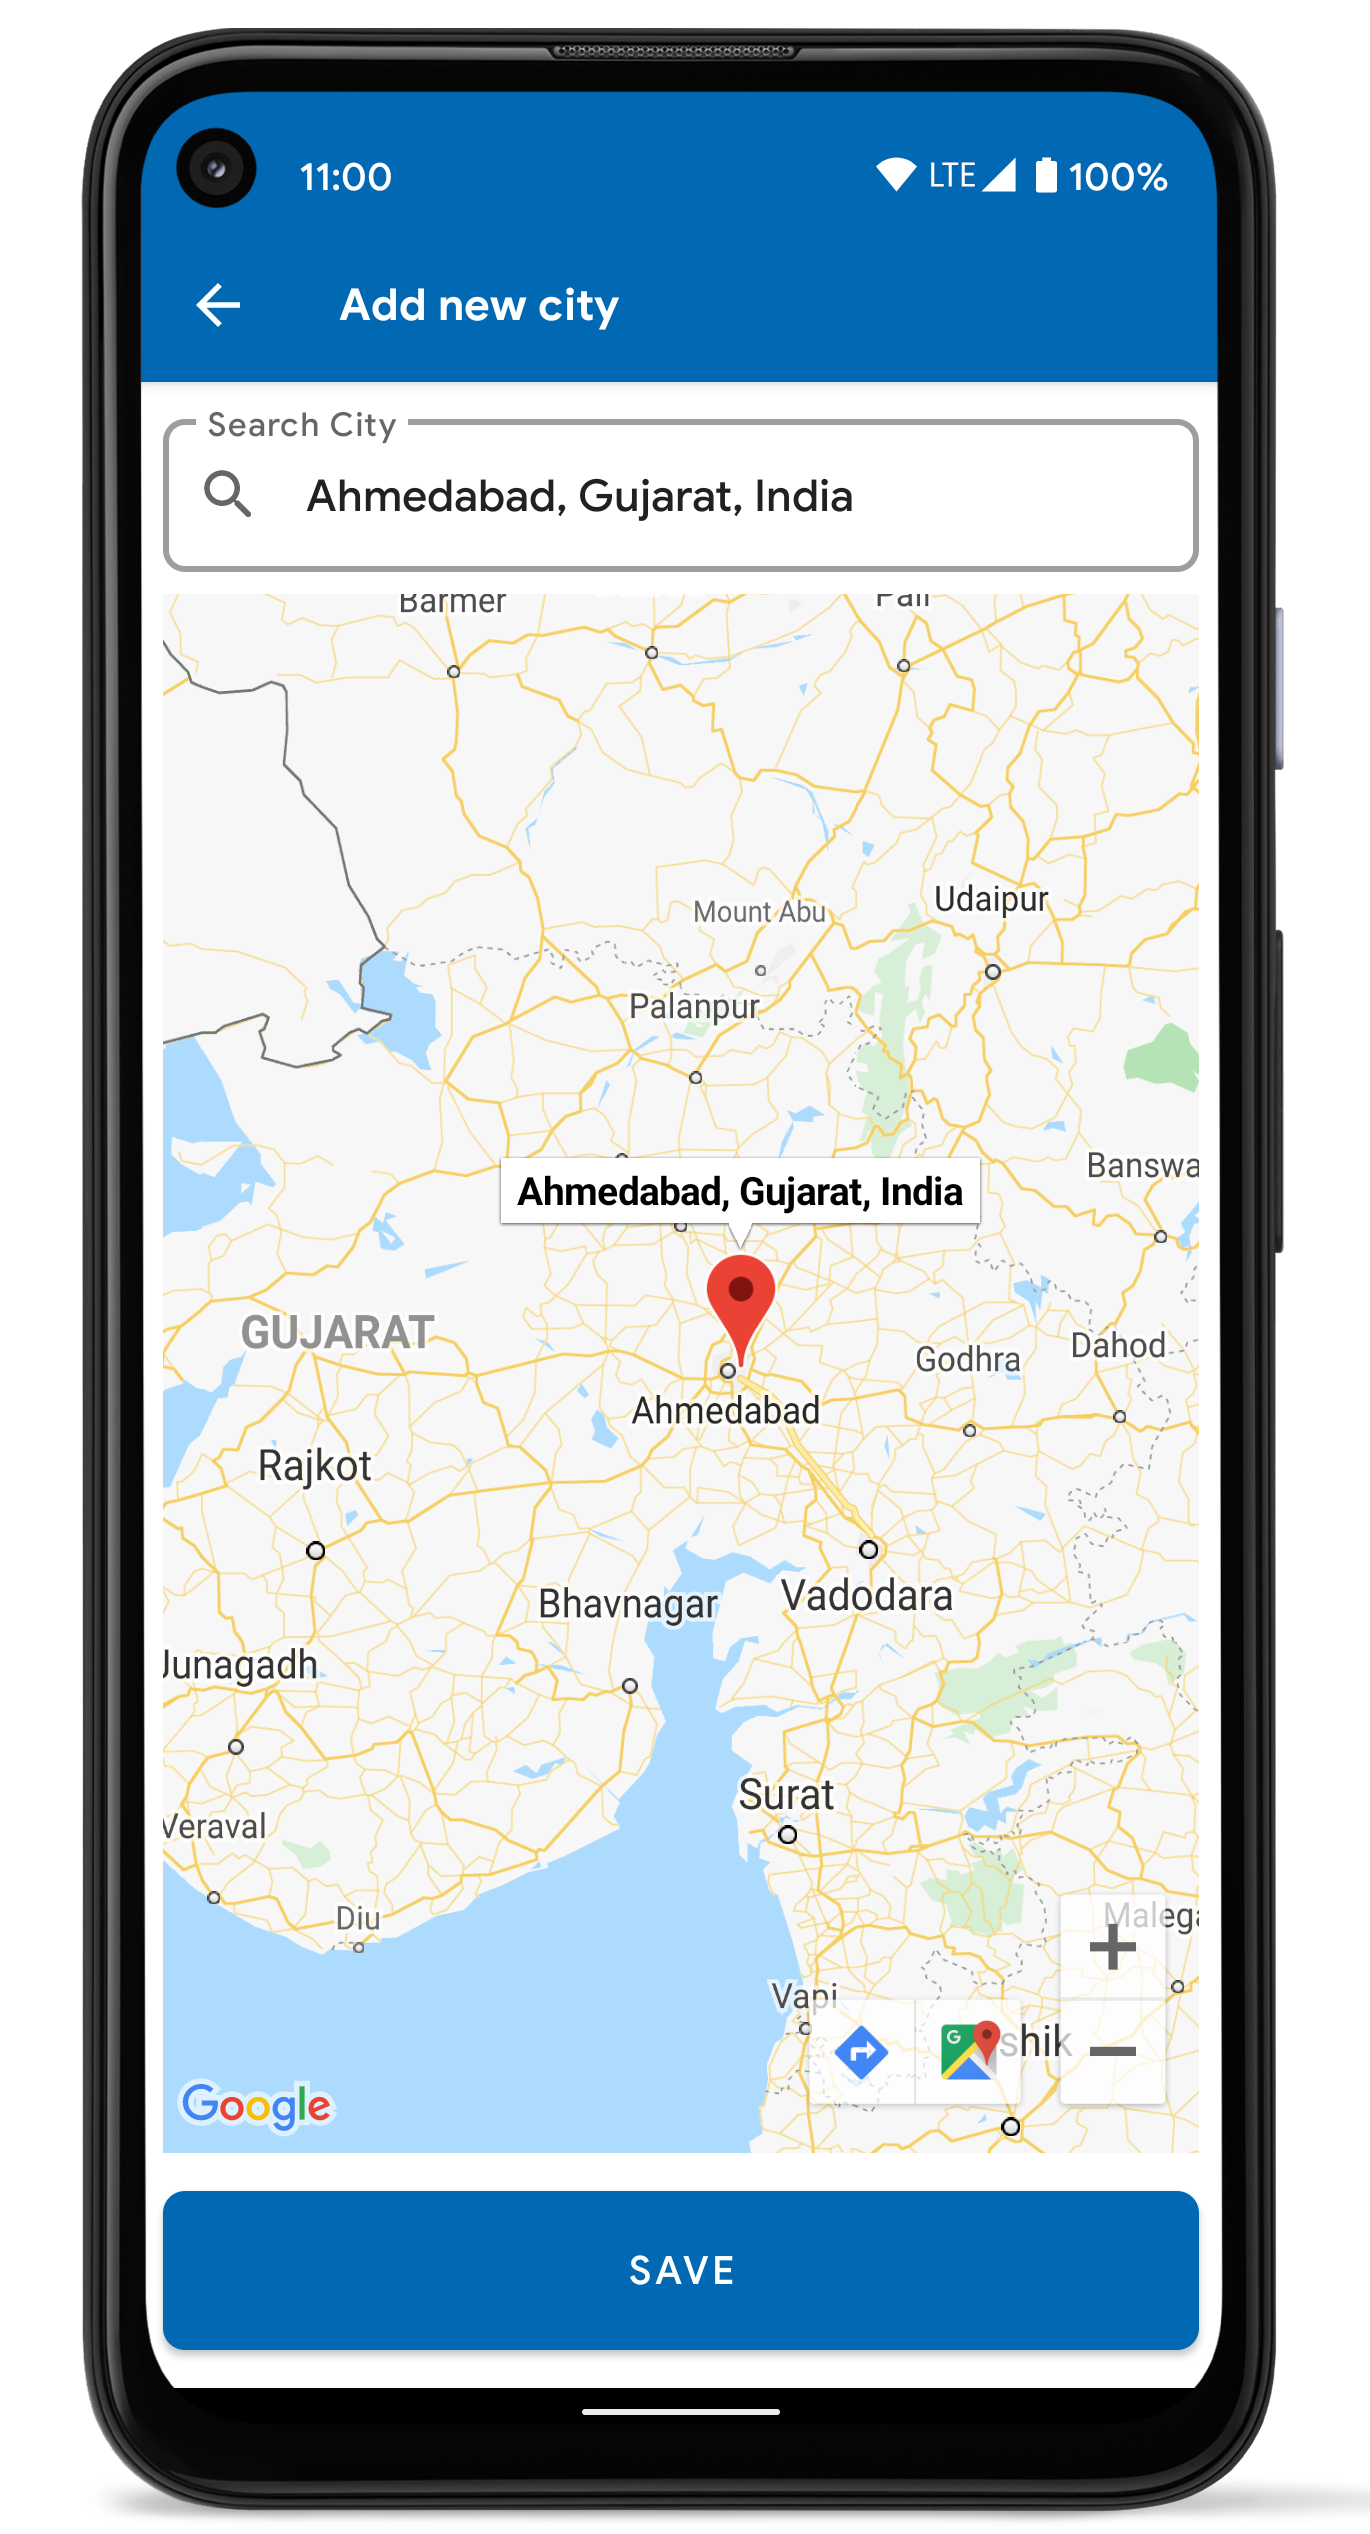 11:00
LTE 100%
Add new city
Search City
Ahmedabad, Gujarat, India
Barmer
Pali
Mount Abu
Udaipur
Palanpur
Banswa
Ahmedabad, Gujarat, India
GUJARAT
Godhra
Dahod
Ahmedabad
Rajkot
Bhavnagar
Vadodara
Junagadh
Surat
Veraval
Diu
Malega
Vapi
shik
G
Google
SAVE